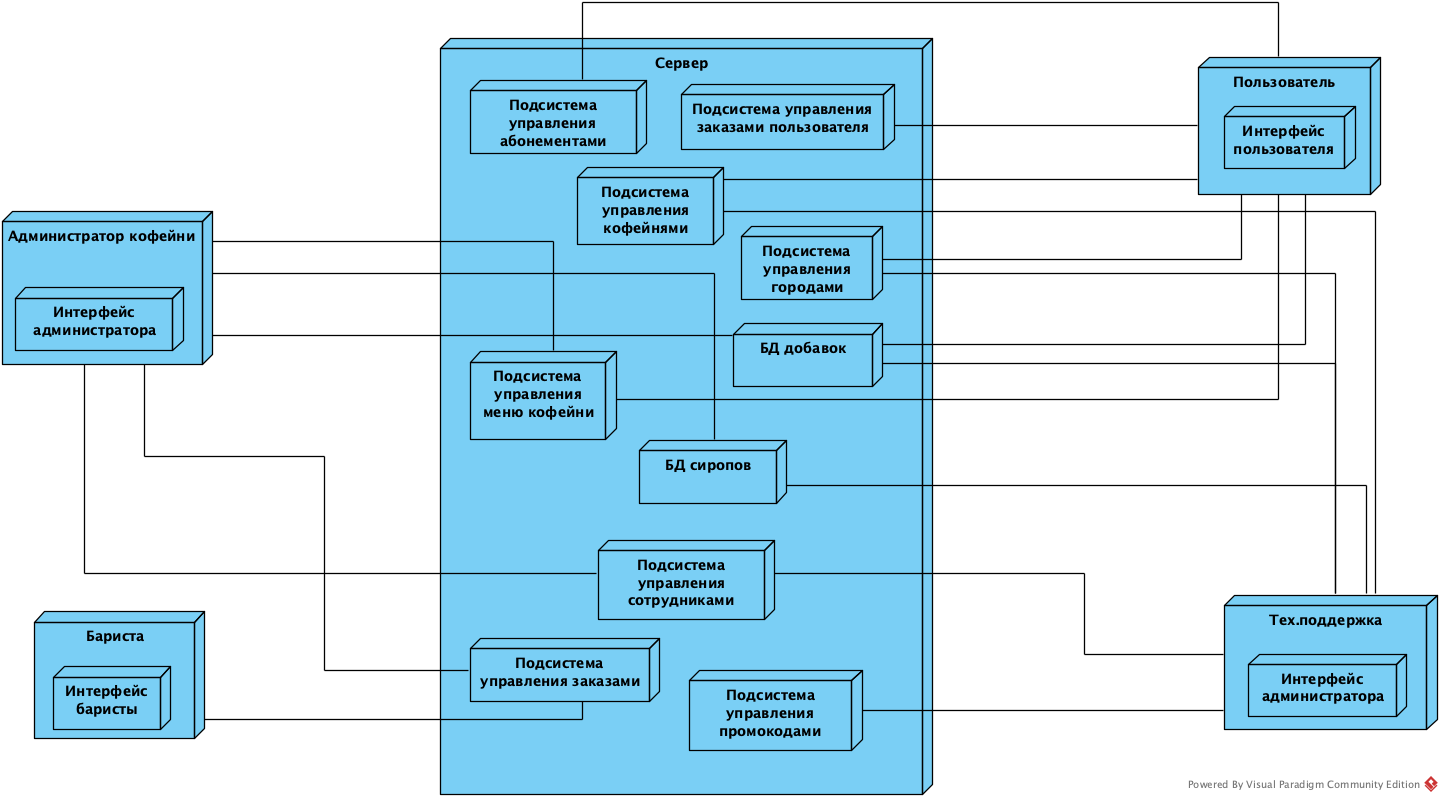 Сервер
Подсистема
управления
абонементами
Подсистема управления
заказами пользователя
Пользователь
Интерфейс
пользователя
Подсистема
управления
кофейнями
Администратор кофейни
Интерфейс
администратора
Подсистема
управления
городами
БД добавок
Подсистема
управления
меню кофейни
БД сиропов
Подсистема
управления
сотрудниками
Бариста
Интерфейс
баристы
Подсистема
управления заказами
Подсистема
управления
промокодами
Тех.поддержка
Интерфейс
администратора
Powered By Visual Paradigm Community Edition